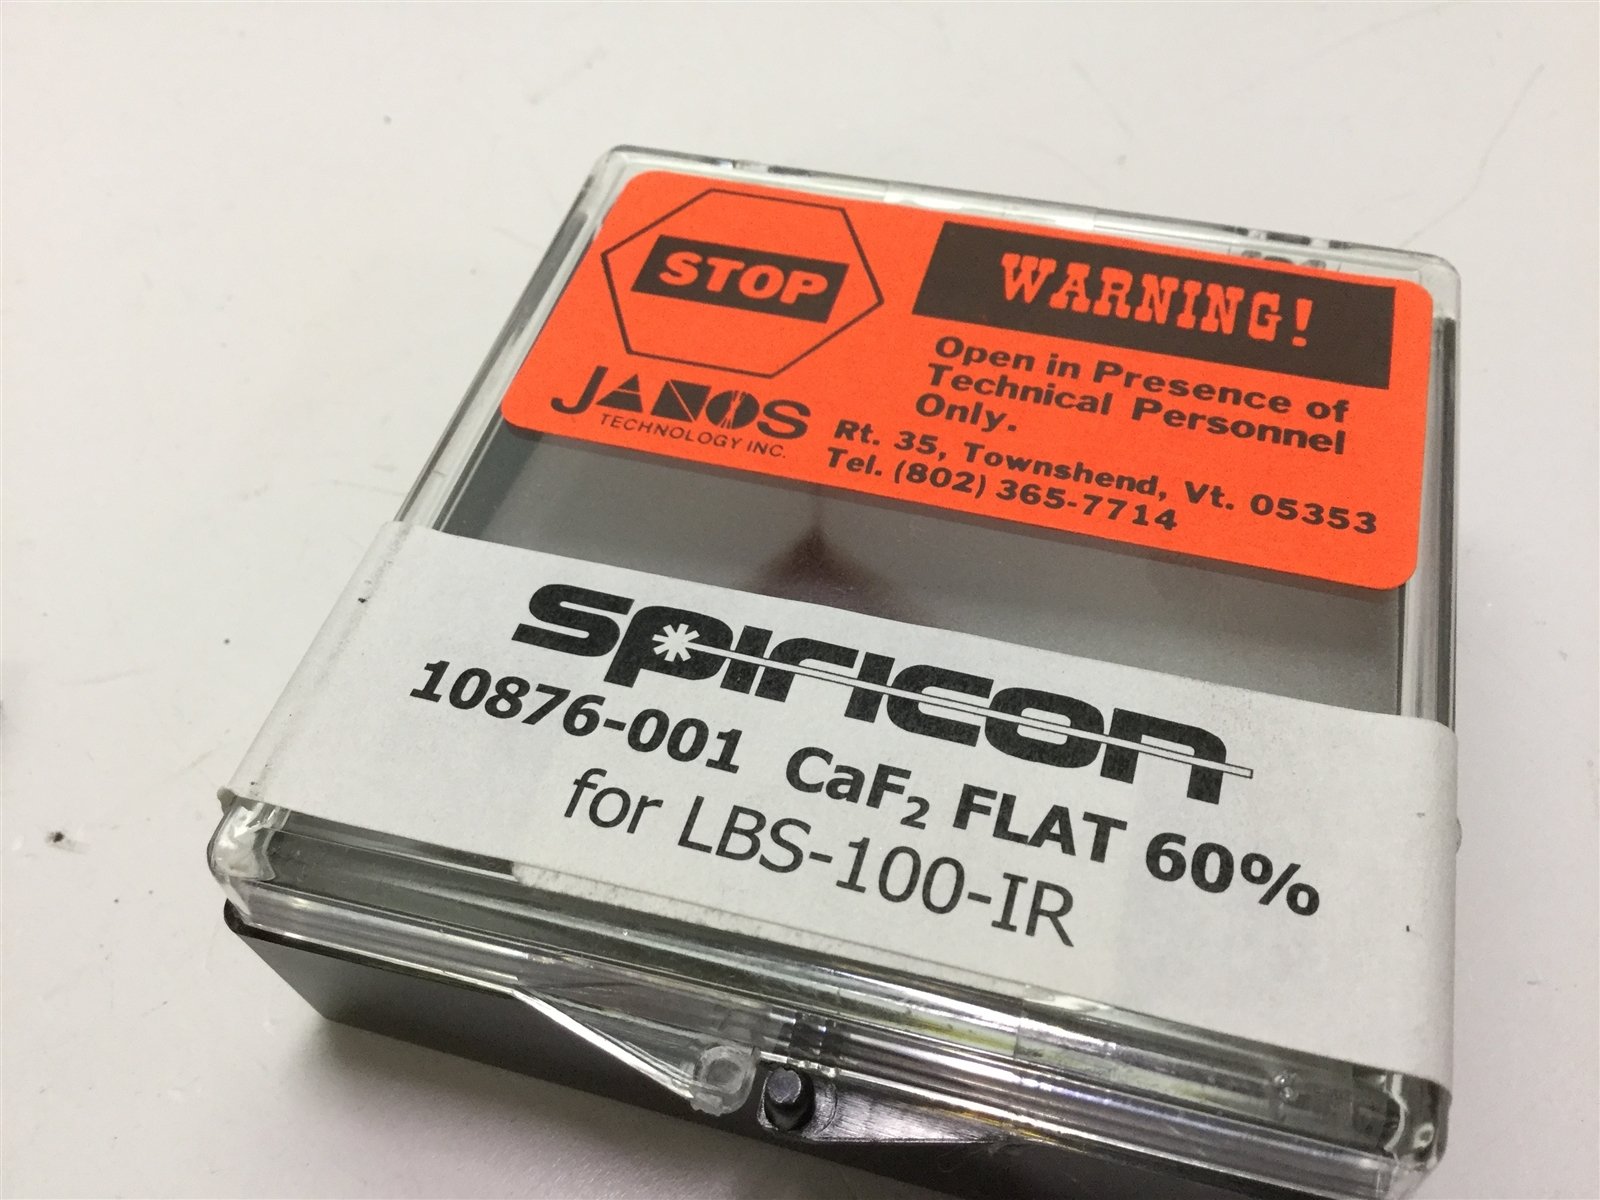 STOP
JANOS
TECHNOLOGY INC.
WARNING!
Open in Presence of
Technical Personnel
Only.
Rt. 35, Townshend, Vt. 05353
Tel. (802) 365-7714
spiricon
10876-001 CaF₂ FLAT 60%
for LBS-100-IR